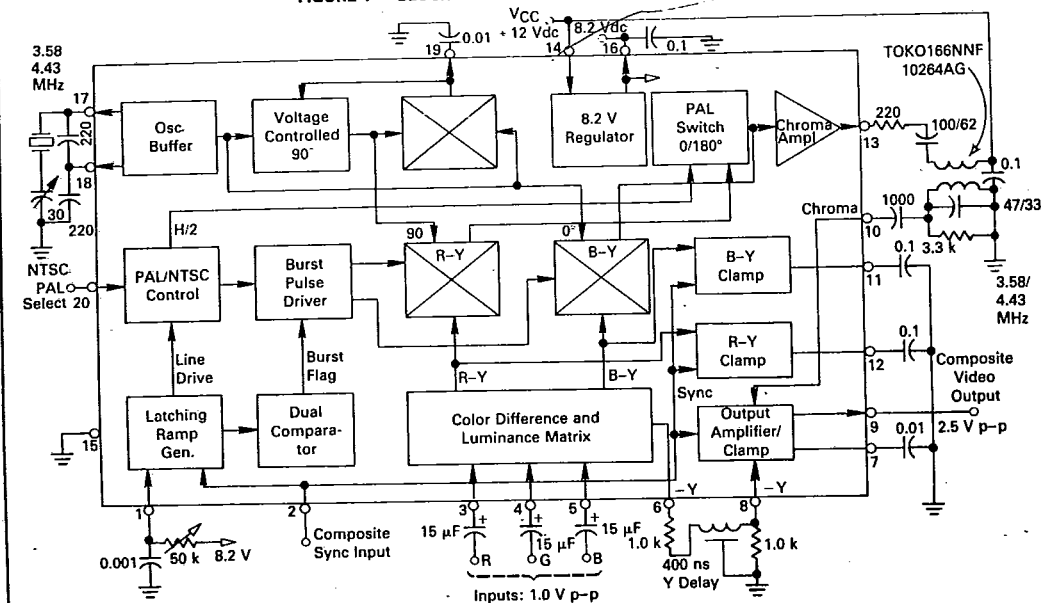 VCC
+ 12 Vdc
8.2 Vdc
0.01
19
14
16
0.1
TOKO166NNF
10264AG
3.58
4.43
MHz
17
220
18
30
220
Osc.
Buffer
Voltage
Controlled
90°
8.2 V
Regulator
PAL
Switch
0/180°
Chroma
Ampl
220
13
100/62
0.1
47/33
1000
Chroma
10
3.3 k
3.58/
4.43
MHz
H/2
90
R–Y
0°
B–Y
NTSC
PAL
Select 20
PAL/NTSC
Control
Burst
Pulse
Driver
B–Y
Clamp
0.1
11
R–Y
Clamp
0.1
12
Line
Drive
Burst
Flag
R–Y
B–Y
Sync
Composite
Video
Output
2.5 V p–p
9
0.01
7
15
Latching
Ramp
Gen.
Dual
Compara-
tor
Color Difference and
Luminance Matrix
Output
Amplifier/
Clamp
–Y
–Y
1
2
3
4
5
6
8
0.001
50 k
8.2 V
Composite
Sync Input
15 µF
+
R
15
µF
+
G
15 µF
+
B
1.0 k
400 ns
Y Delay
1.0 k
Inputs: 1.0 V p–p